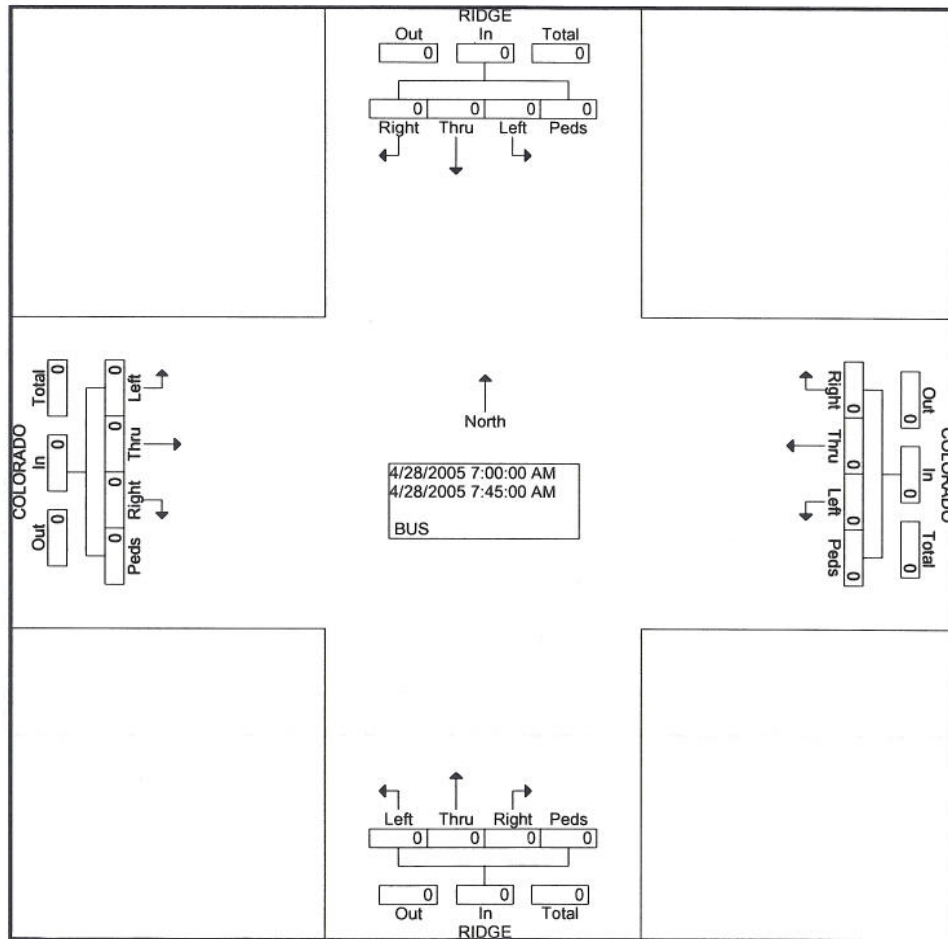 RIDGE
Out In Total
0 0 0
0 0 0 0
Right Thru Left Peds
COLORADO
Total In Out
0 0 0
0 0 0 0
Left Thru Right Peds
North
4/28/2005 7:00:00 AM
4/28/2005 7:45:00 AM
BUS
Right Thru Left Peds
0 0 0 0
0 0 0
Out In Total
COLORADO
Left Thru Right Peds
0 0 0 0
0 0 0
Out In Total
RIDGE